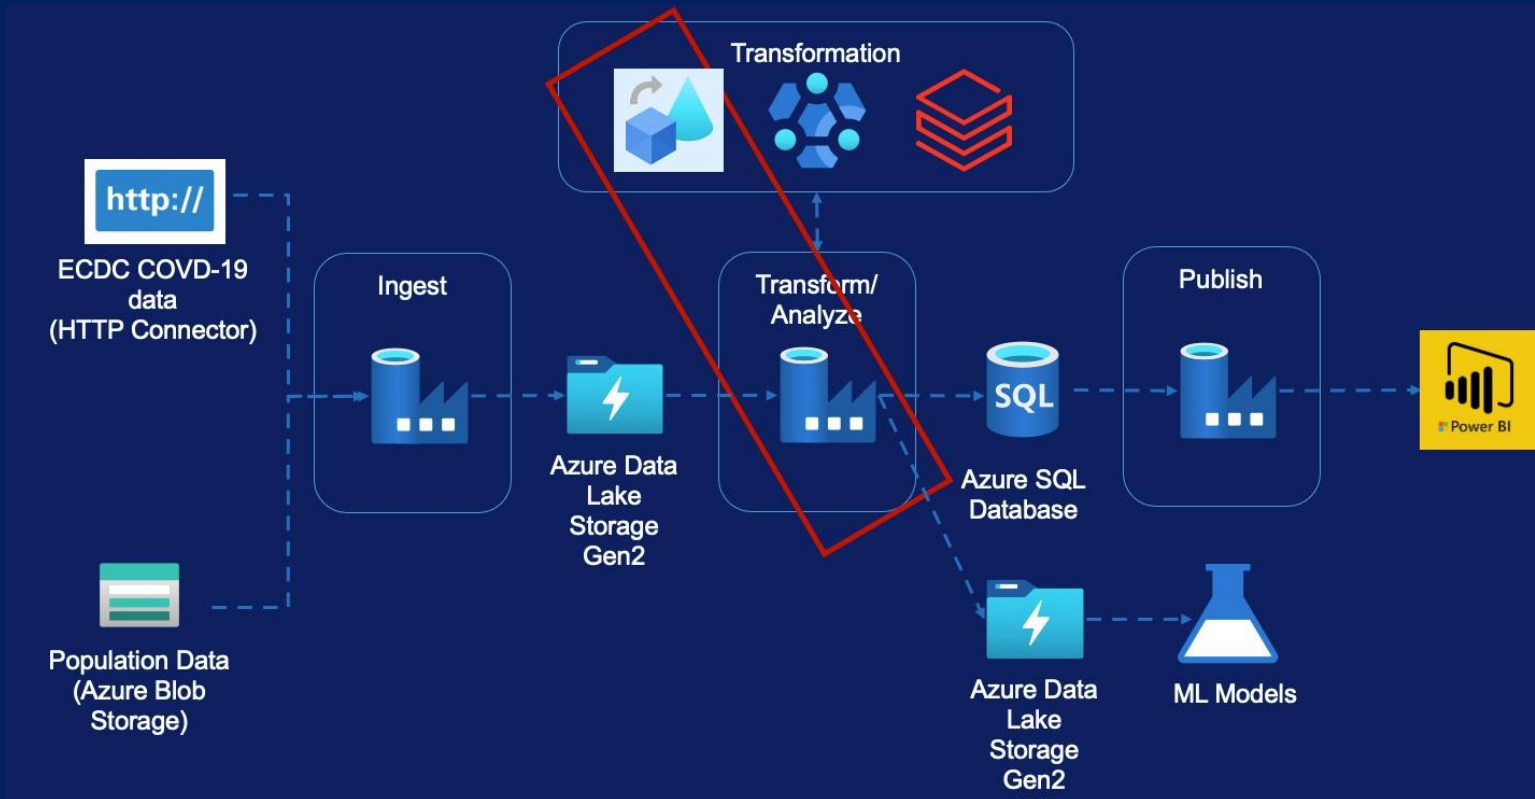 Transformation
http://
ECDC COVD-19
data
(HTTP Connector)
Ingest
Transform/
Analyze
Publish
SQL
Power BI
Azure Data
Lake
Storage
Gen2
Azure SQL
Database
Population Data
(Azure Blob
Storage)
Azure Data
Lake
Storage
Gen2
ML Models